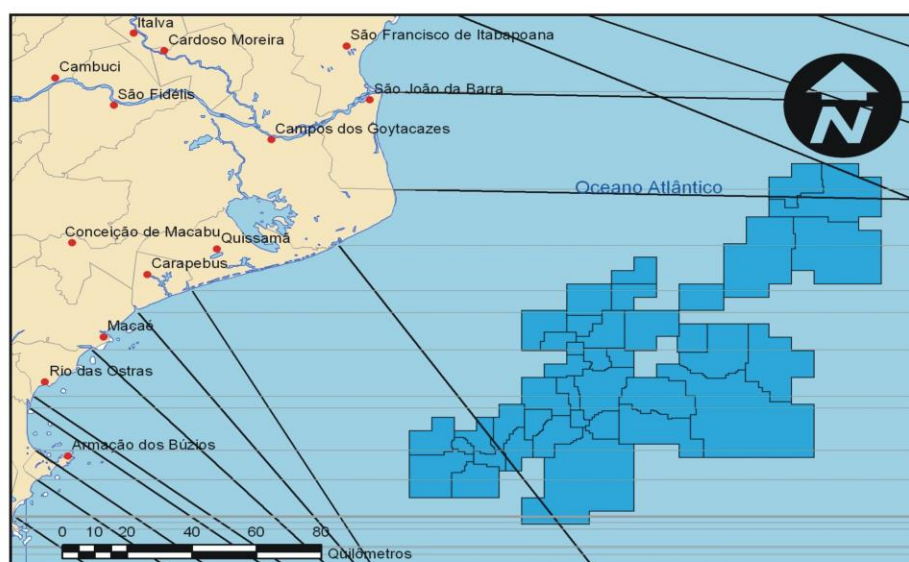 Italva
Cardoso Moreira
São Francisco de Itabapoana
Cambuci
São Fidélis
São João da Barra
N
Campos dos Goytacazes
Oceano Atlântico
Conceição de Macabu
Quissamã
Carapebus
Macaé
Rio das Ostras
Armação dos Búzios
0 10 20 40 60 80
Quilômetros